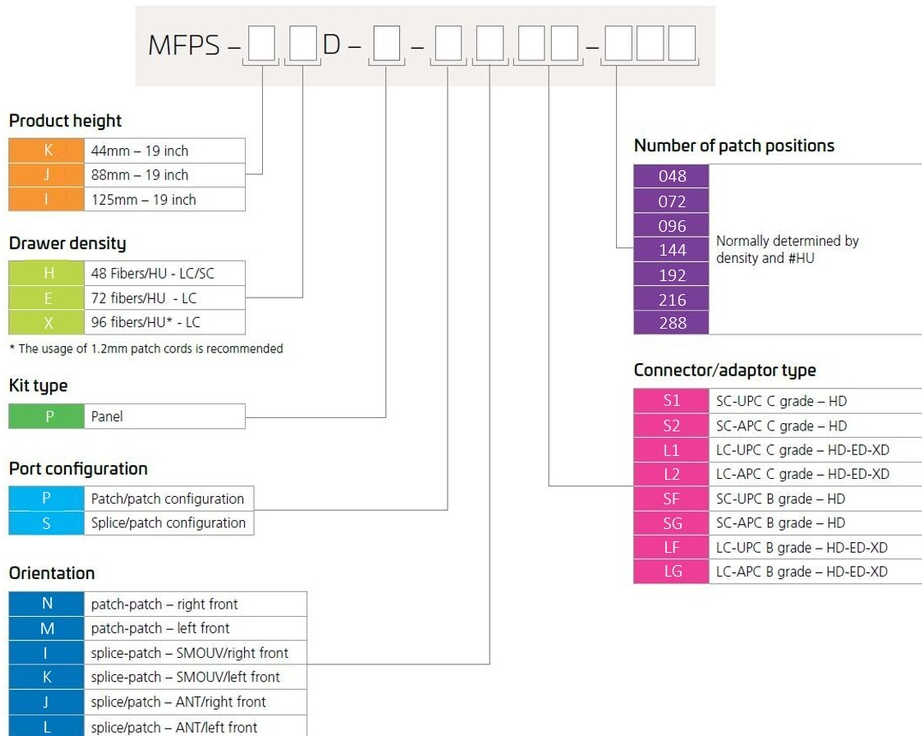 MFPS – D – – –
Product height
K 44mm – 19 inch
J 88mm – 19 inch
I 125mm – 19 inch
Drawer density
H 48 Fibers/HU - LC/SC
E 72 fibers/HU - LC
X 96 fibers/HU* - LC
* The usage of 1.2mm patch cords is recommended
Kit type
P Panel
Port configuration
P Patch/patch configuration
S Splice/patch configuration
Orientation
N patch-patch – right front
M patch-patch – left front
I splice-patch – SMOUV/right front
K splice-patch – SMOUV/left front
J splice/patch – ANT/right front
L splice/patch – ANT/left front
Number of patch positions
048
072
096
144
192
216
288
Normally determined by
density and #HU
Connector/adaptor type
S1 SC-UPC C grade – HD
S2 SC-APC C grade – HD
L1 LC-UPC C grade – HD-ED-XD
L2 LC-APC C grade – HD-ED-XD
SF SC-UPC B grade – HD
SG SC-APC B grade – HD
LF LC-UPC B grade – HD-ED-XD
LG LC-APC B grade – HD-ED-XD